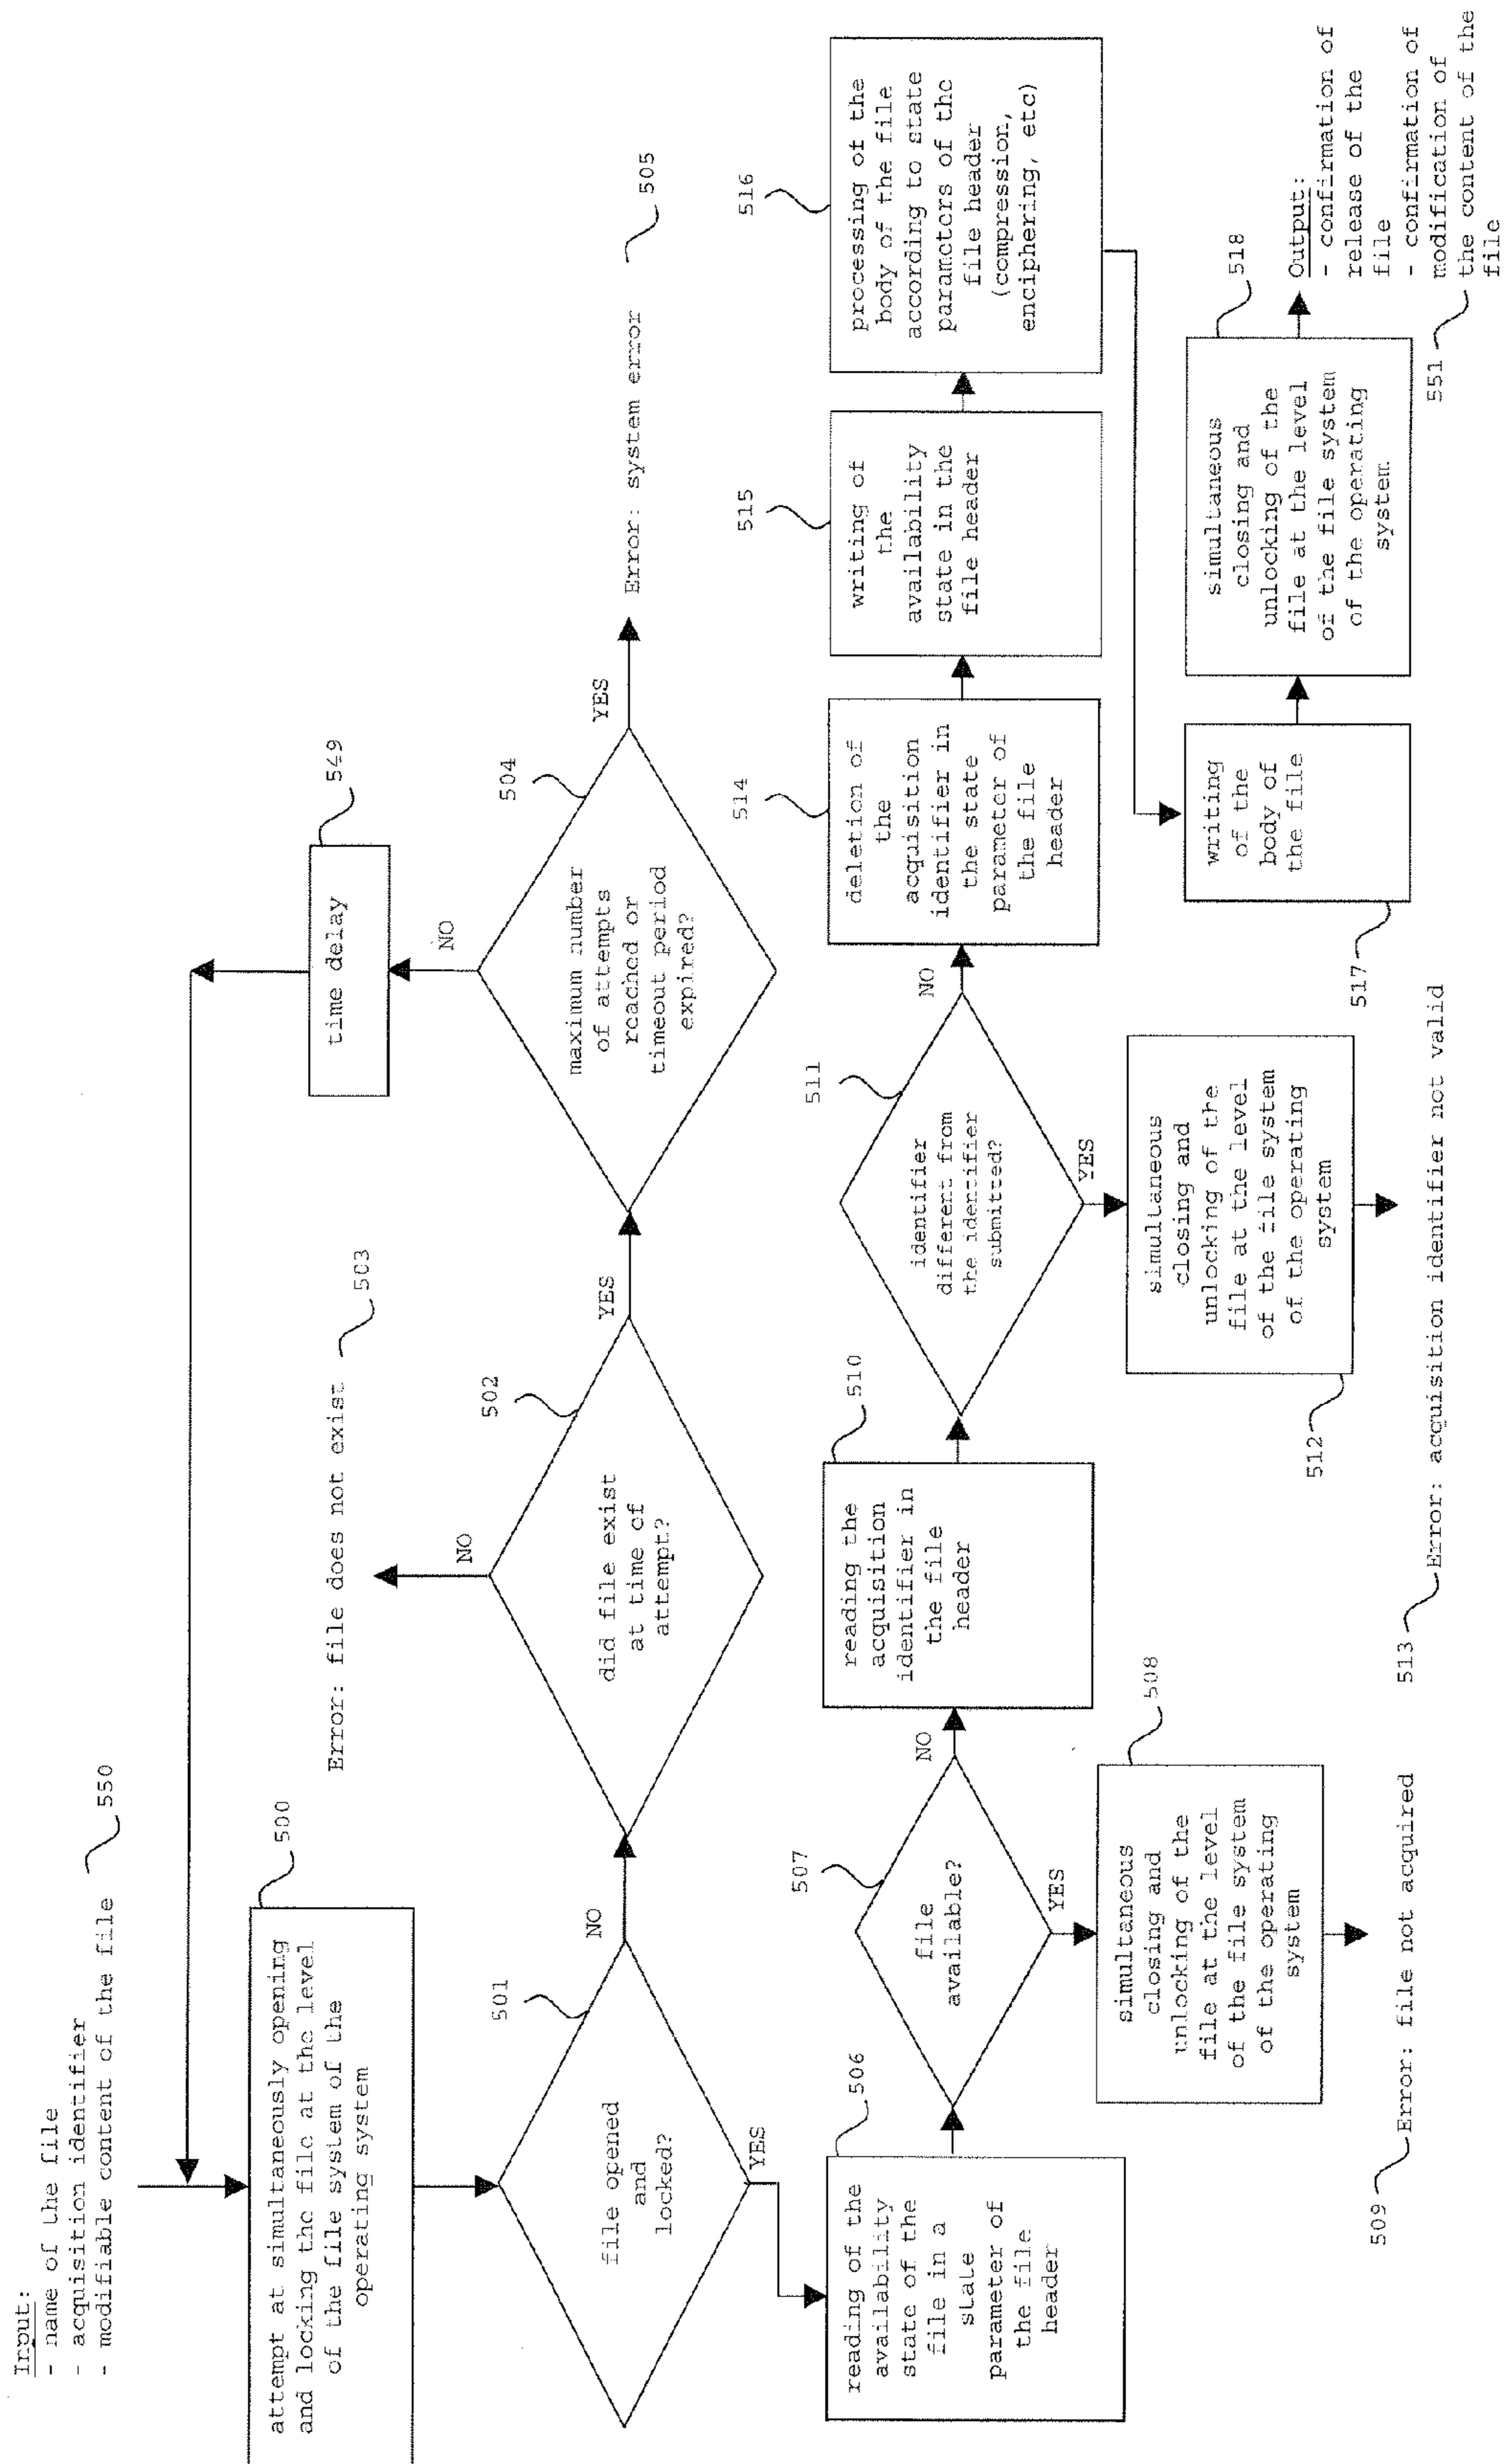 Input:
- name of the file
- acquisition identifier
- modifiable content of the file
550
500
attempt at simultaneously opening
and locking the file at the level
of the file system of the
operating system
501
file opened
and
locked?
NO
YES
502
did file exist
at time of
attempt?
NO
YES
Error: file does not exist
503
504
maximum number
of attempts
reached or
timeout period
expired?
NO
YES
time delay
549
Error: system error
505
506
reading of the
availability
state of the
file in a
state
parameter of
the file
header
507
file
available?
NO
YES
508
simultaneous
closing and
unlocking of the
file at the level
of the file system
of the operating
system
509
Error: file not acquired
510
reading the
acquisition
identifier in
the file
header
511
identifier
different from
the identifier
submitted?
NO
YES
512
simultaneous
closing and
unlocking of the
file at the level
of the file system
of the operating
system
513
Error: acquisition identifier not valid
514
deletion of
the
acquisition
identifier in
the state
parameter of
the file
header
515
writing of
the
availability
state in the
file header
516
processing of the
body of the file
according to state
parameters of the
file header
(compression,
enciphering, etc)
517
writing
of the
body of
the file
518
simultaneous
closing and
unlocking of the
file at the level
of the file system
of the operating
system
Output:
- confirmation of
release of the
file
- confirmation of
modification of
the content of the
file
551